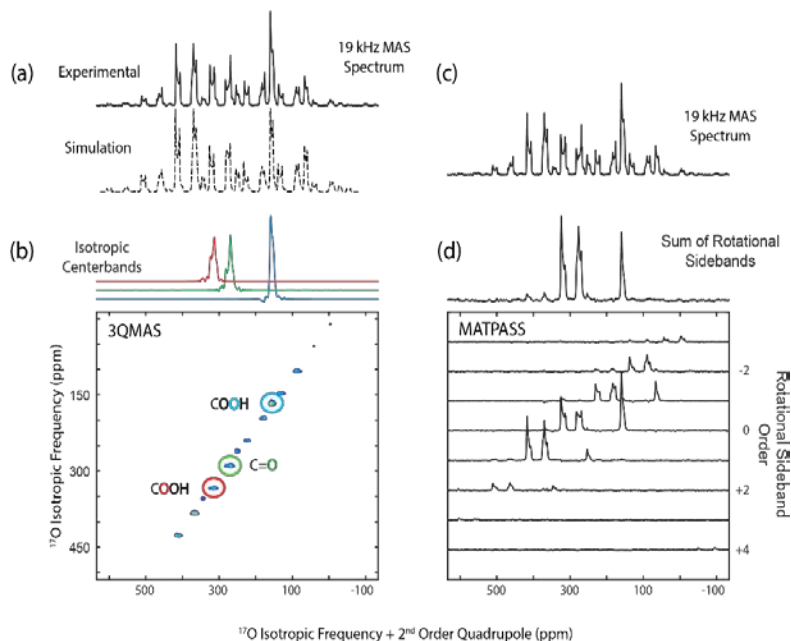 (a)
Experimental
19 kHz MAS
Spectrum
Simulation
(b)
Isotropic
Centerbands
3QMAS
COOH
C=O
COOH
¹⁷O Isotropic Frequency (ppm)
150
300
450
500
300
100
-100
(c)
19 kHz MAS
Spectrum
(d)
Sum of Rotational
Sidebands
MATPASS
-2
0
+2
+4
Rotational Sideband
Order
500
300
100
-100
¹⁷O Isotropic Frequency + 2ⁿᵈ Order Quadrupole (ppm)